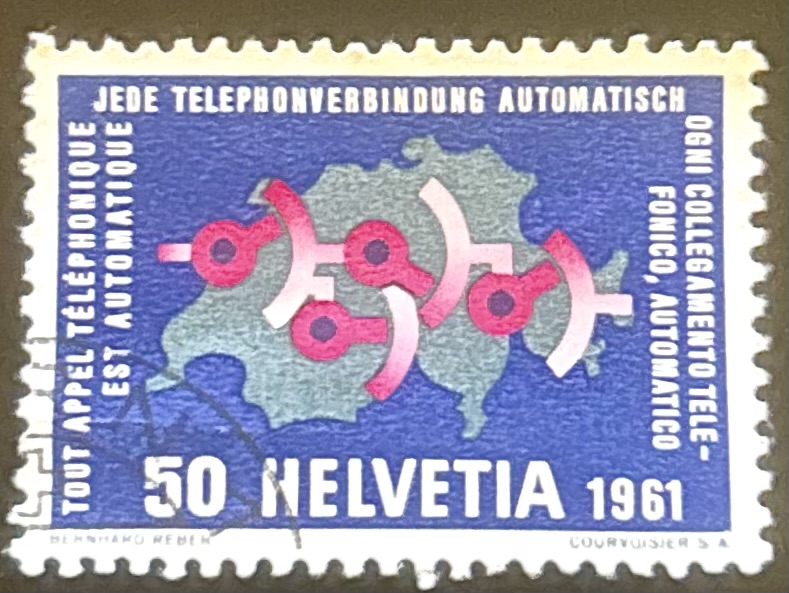 JEDE TELEPHONVERBINDUNG AUTOMATISCH
TOUT APPEL TÉLÉPHONIQUE
EST AUTOMATIQUE
OGNI COLLEGAMENTO TELE-
FONICO, AUTOMATICO
50 HELVETIA 1961
BERNHARD REBER
COURVOISIER S A